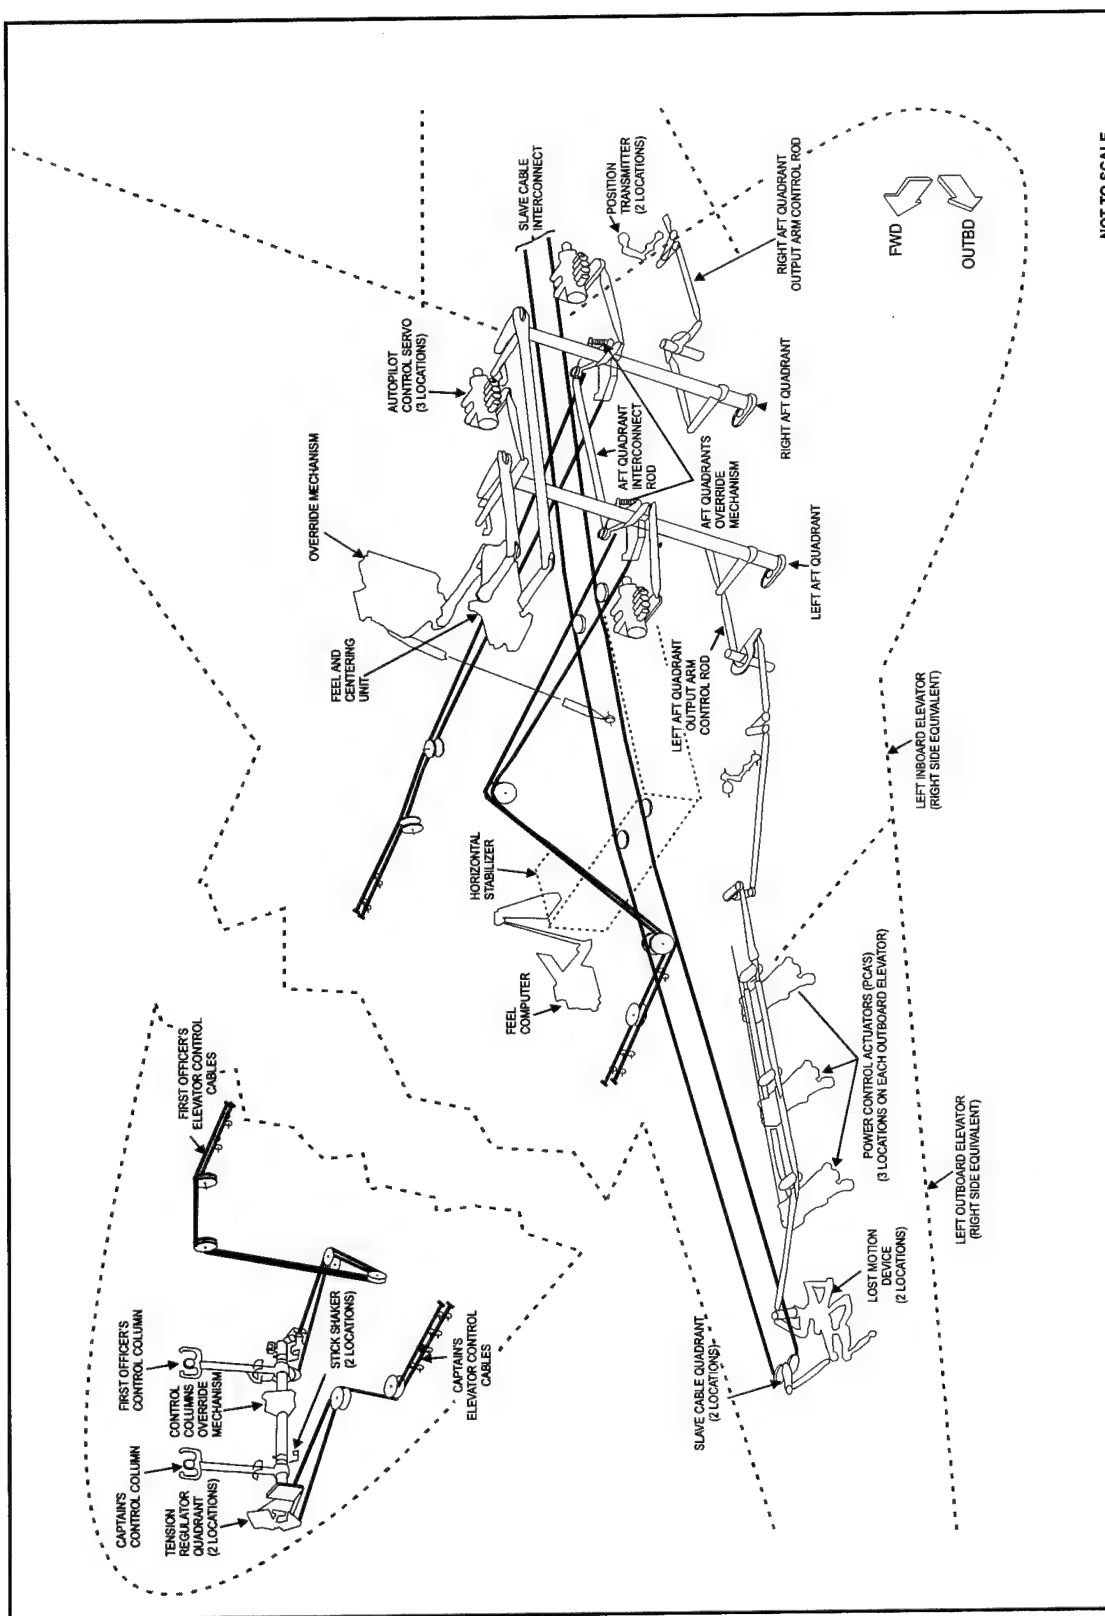 CAPTAIN'S
CONTROL COLUMN
FIRST OFFICER'S
CONTROL COLUMN
TENSION
REGULATOR
QUADRANT
(2 LOCATIONS)
CONTROL
COLUMNS
OVERRIDE
MECHANISM
FIRST OFFICER'S
ELEVATOR CONTROL
CABLES
STICK SHAKER
(2 LOCATIONS)
CAPTAIN'S
ELEVATOR CONTROL
CABLES
OVERRIDE MECHANISM
FEEL AND
CENTERING
UNIT
AUTOPILOT
CONTROL SERVO
(3 LOCATIONS)
SLAVE CABLE
INTERCONNECT
HORIZONTAL
STABILIZER
FEEL
COMPUTER
POSITION
TRANSMITTER
(2 LOCATIONS)
AFT QUADRANT
INTERCONNECT
ROD
AFT QUADRANTS
OVERRIDE
MECHANISM
RIGHT AFT QUADRANT
OUTPUT ARM CONTROL ROD
RIGHT AFT QUADRANT
LEFT AFT QUADRANT
LEFT AFT QUADRANT
OUTPUT ARM
CONTROL ROD
SLAVE CABLE QUADRANT
(2 LOCATIONS)
LOST MOTION
DEVICE
(2 LOCATIONS)
POWER CONTROL ACTUATORS (PCA'S)
(3 LOCATIONS ON EACH OUTBOARD ELEVATOR)
LEFT INBOARD ELEVATOR
(RIGHT SIDE EQUIVALENT)
LEFT OUTBOARD ELEVATOR
(RIGHT SIDE EQUIVALENT)
FWD
OUTBD
NOT TO SCALE